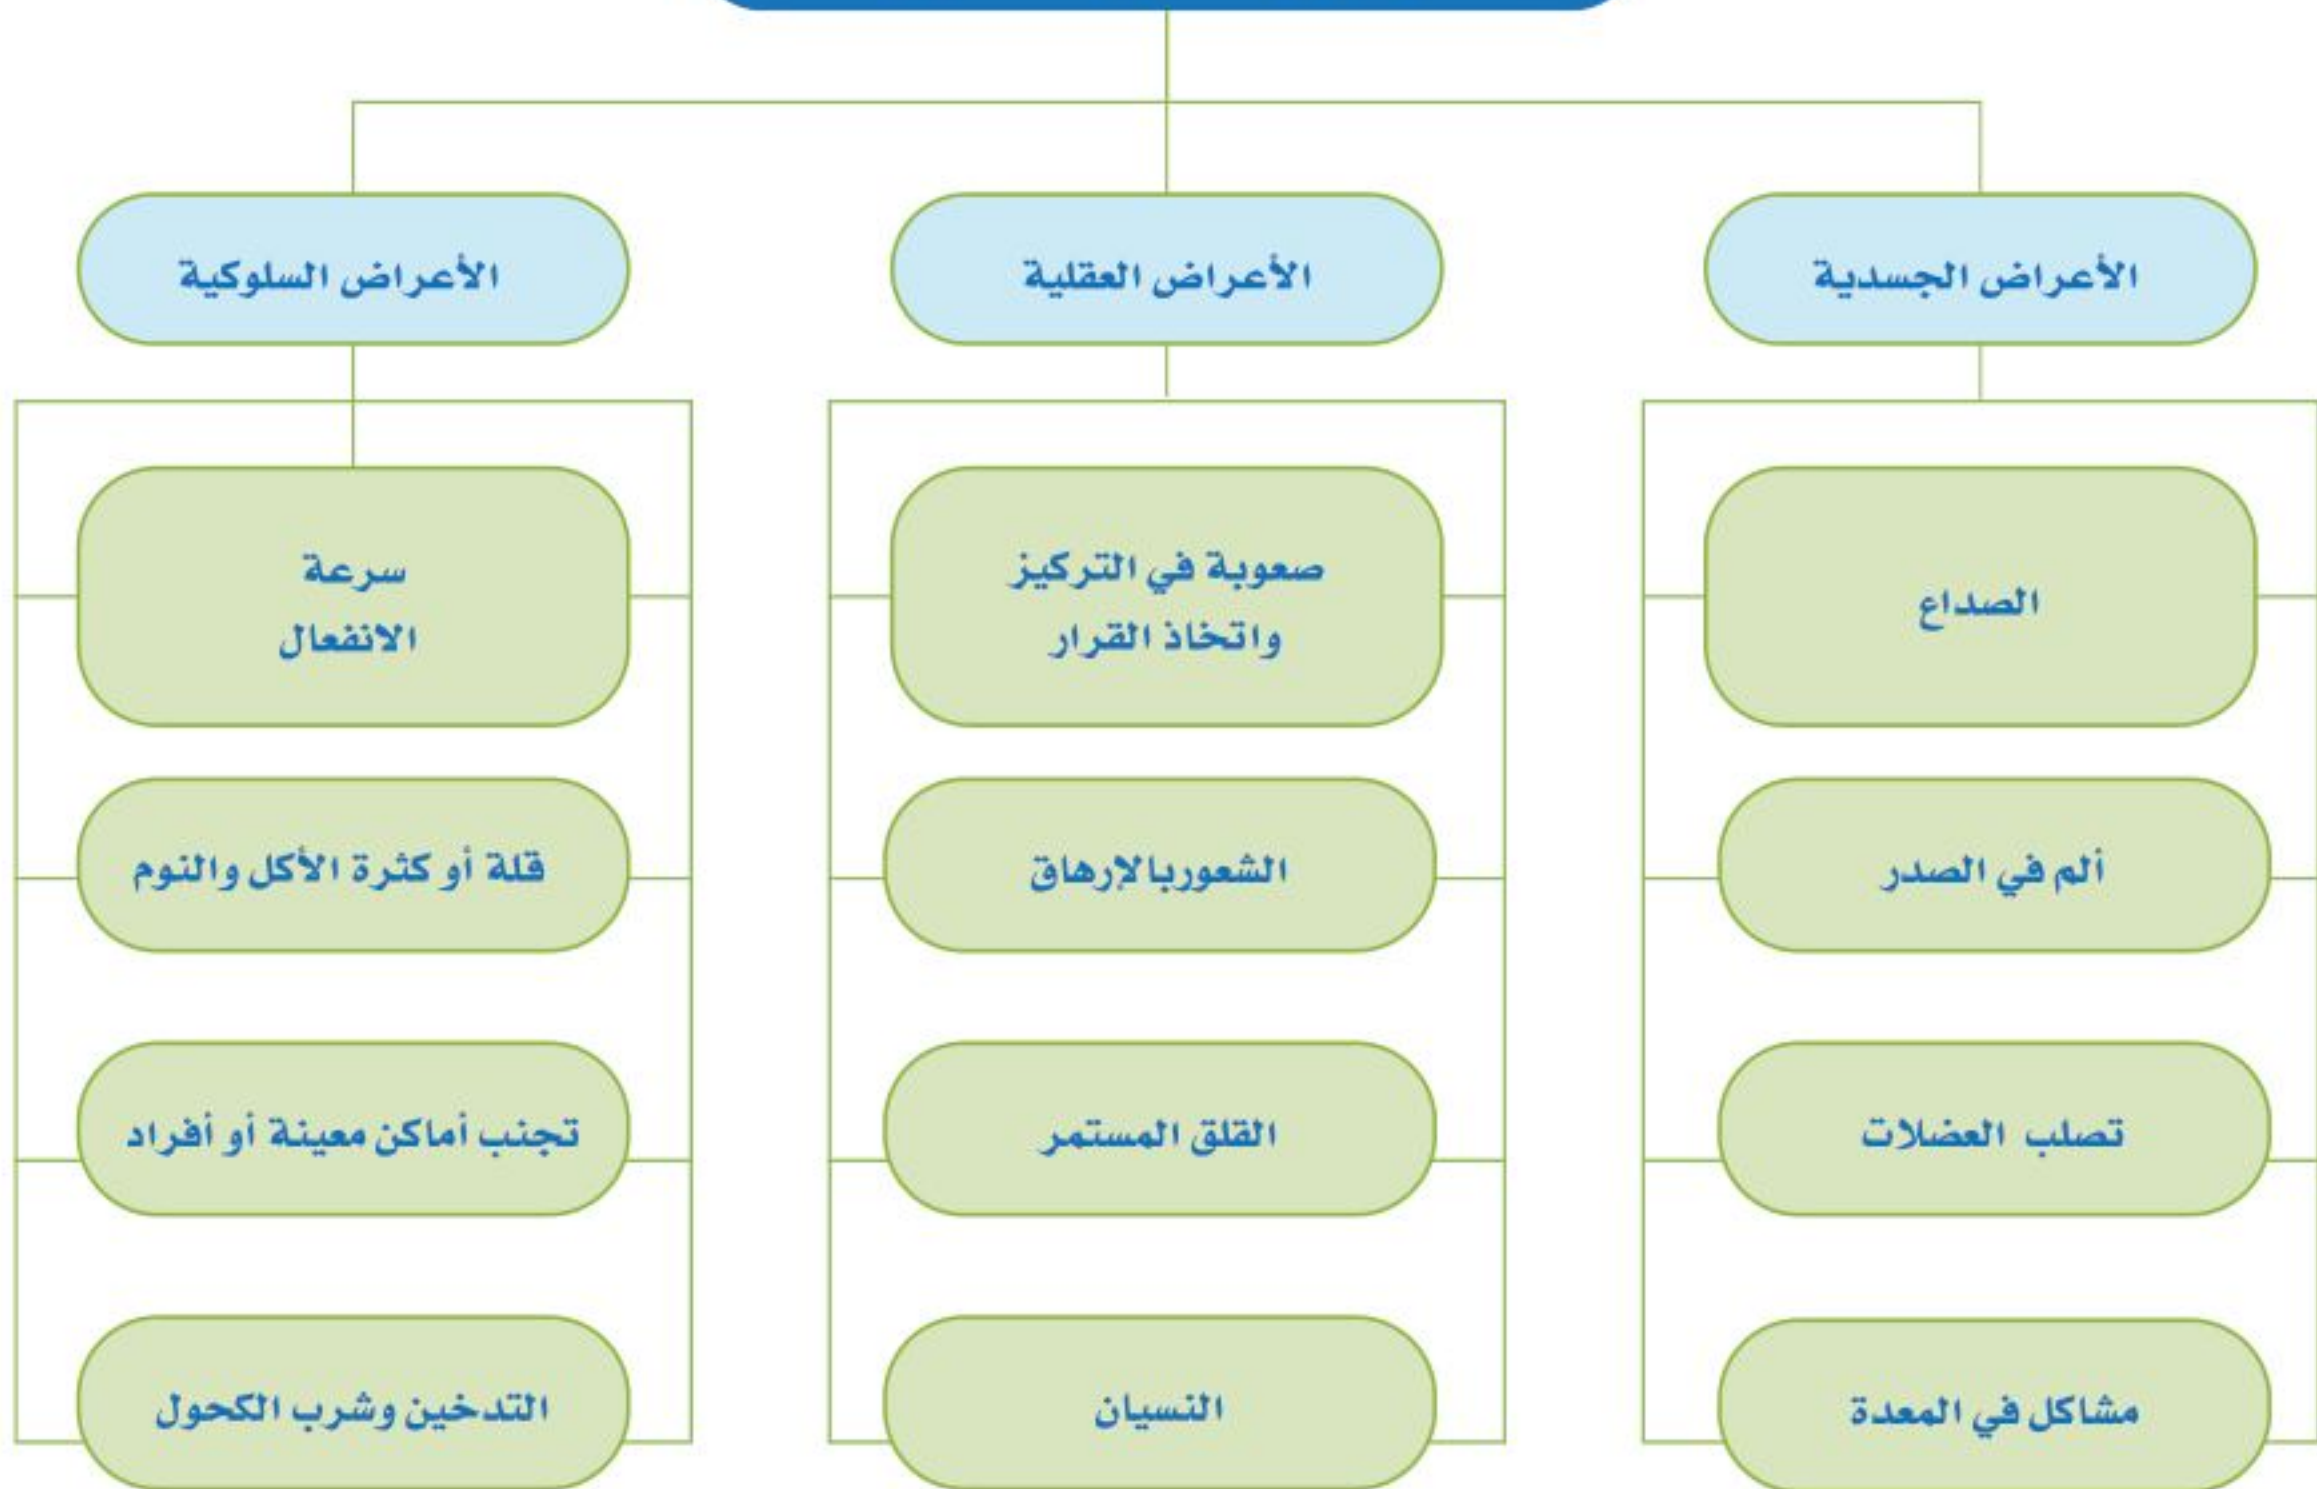 الأعراض الجسدية
الصداع
ألم في الصدر
تصلب العضلات
مشاكل في المعدة
الأعراض العقلية
صعوبة في التركيز
واتخاذ القرار
الشعوربالإرهاق
القلق المستمر
النسيان
الأعراض السلوكية
سرعة
الانفعال
قلة أو كثرة الأكل والنوم
تجنب أماكن معينة أو أفراد
التدخين وشرب الكحول